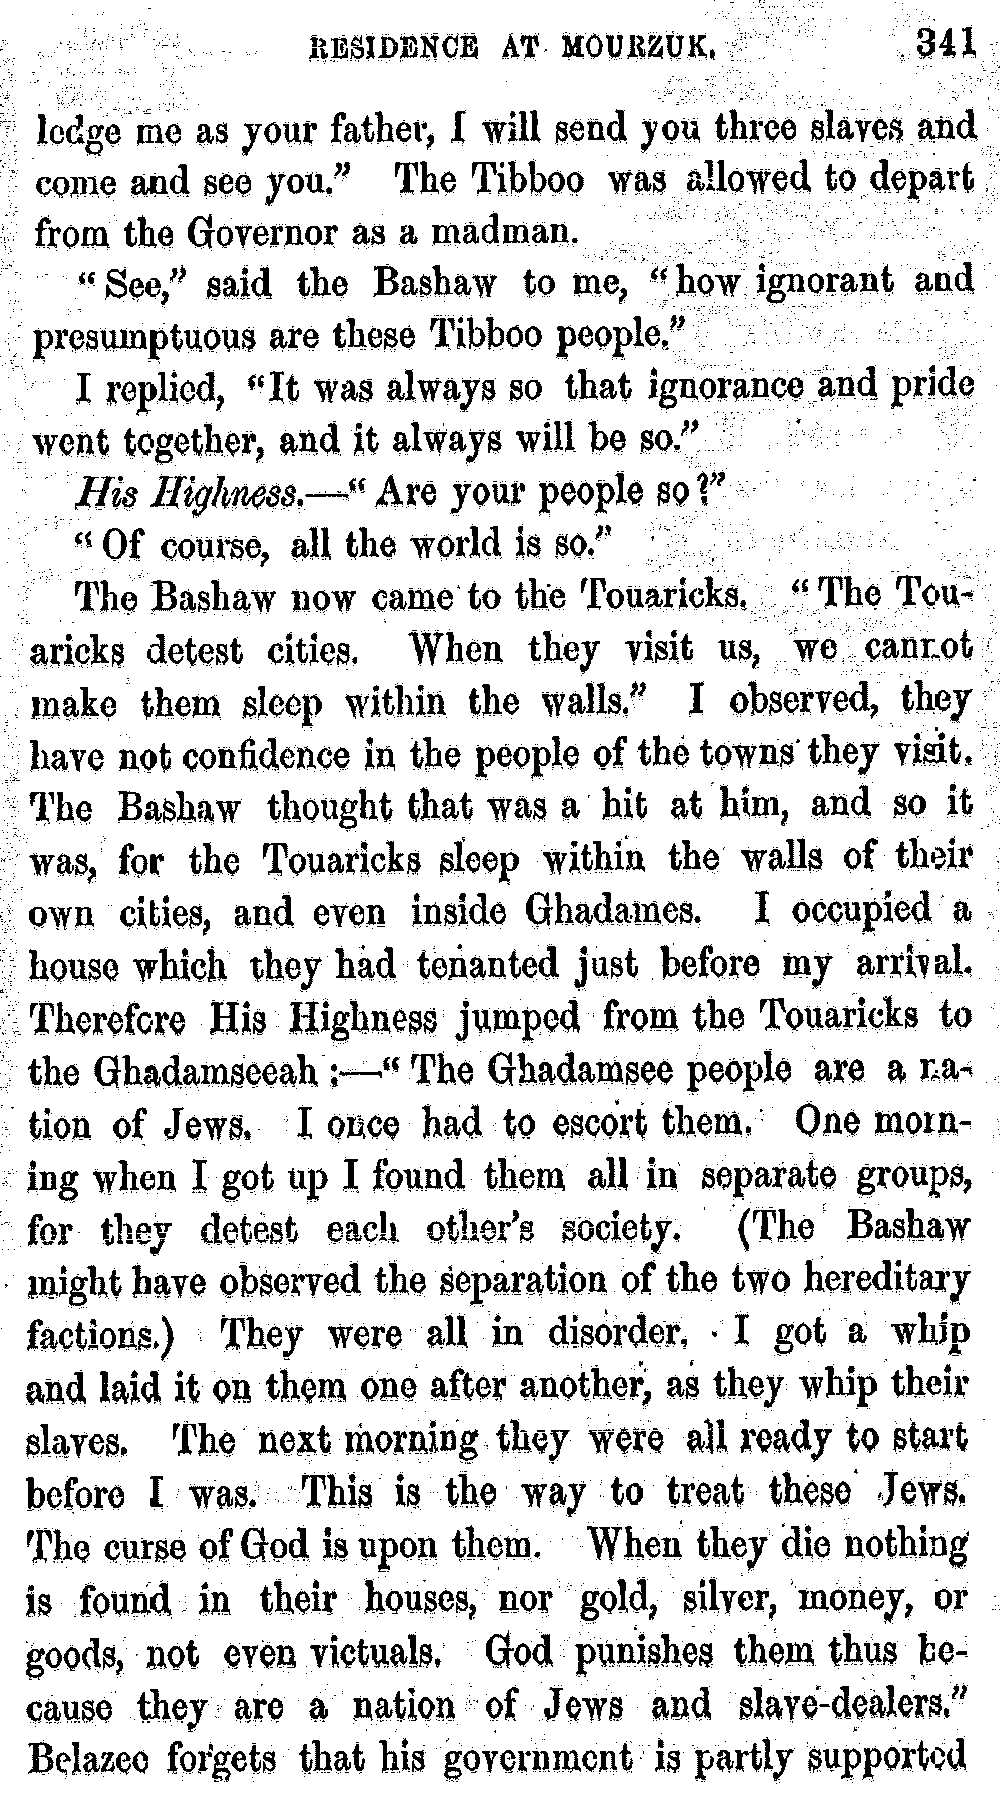 RESIDENCE AT MOURZUK. 341
ledge me as your father, I will send you three slaves and
come and see you." The Tibboo was allowed to depart
from the Governor as a madman.
"See," said the Bashaw to me, "how ignorant and
presumptuous are these Tibboo people."
I replied, "It was always so that ignorance and pride
went together, and it always will be so."
His Highness.—"Are your people so?"
"Of course, all the world is so."
The Bashaw now came to the Touaricks. "The Tou-
aricks detest cities. When they visit us, we cannot
make them sleep within the walls." I observed, they
have not confidence in the people of the towns they visit.
The Bashaw thought that was a hit at him, and so it
was, for the Touaricks sleep within the walls of their
own cities, and even inside Ghadames. I occupied a
house which they had tenanted just before my arrival.
Therefore His Highness jumped from the Touaricks to
the Ghadamseeah:—"The Ghadamsee people are a na-
tion of Jews. I once had to escort them. One morn-
ing when I got up I found them all in separate groups,
for they detest each other's society. (The Bashaw
might have observed the separation of the two hereditary
factions.) They were all in disorder. I got a whip
and laid it on them one after another, as they whip their
slaves. The next morning they were all ready to start
before I was. This is the way to treat these Jews.
The curse of God is upon them. When they die nothing
is found in their houses, nor gold, silver, money, or
goods, not even victuals. God punishes them thus be-
cause they are a nation of Jews and slave-dealers."
Belazee forgets that his government is partly supported